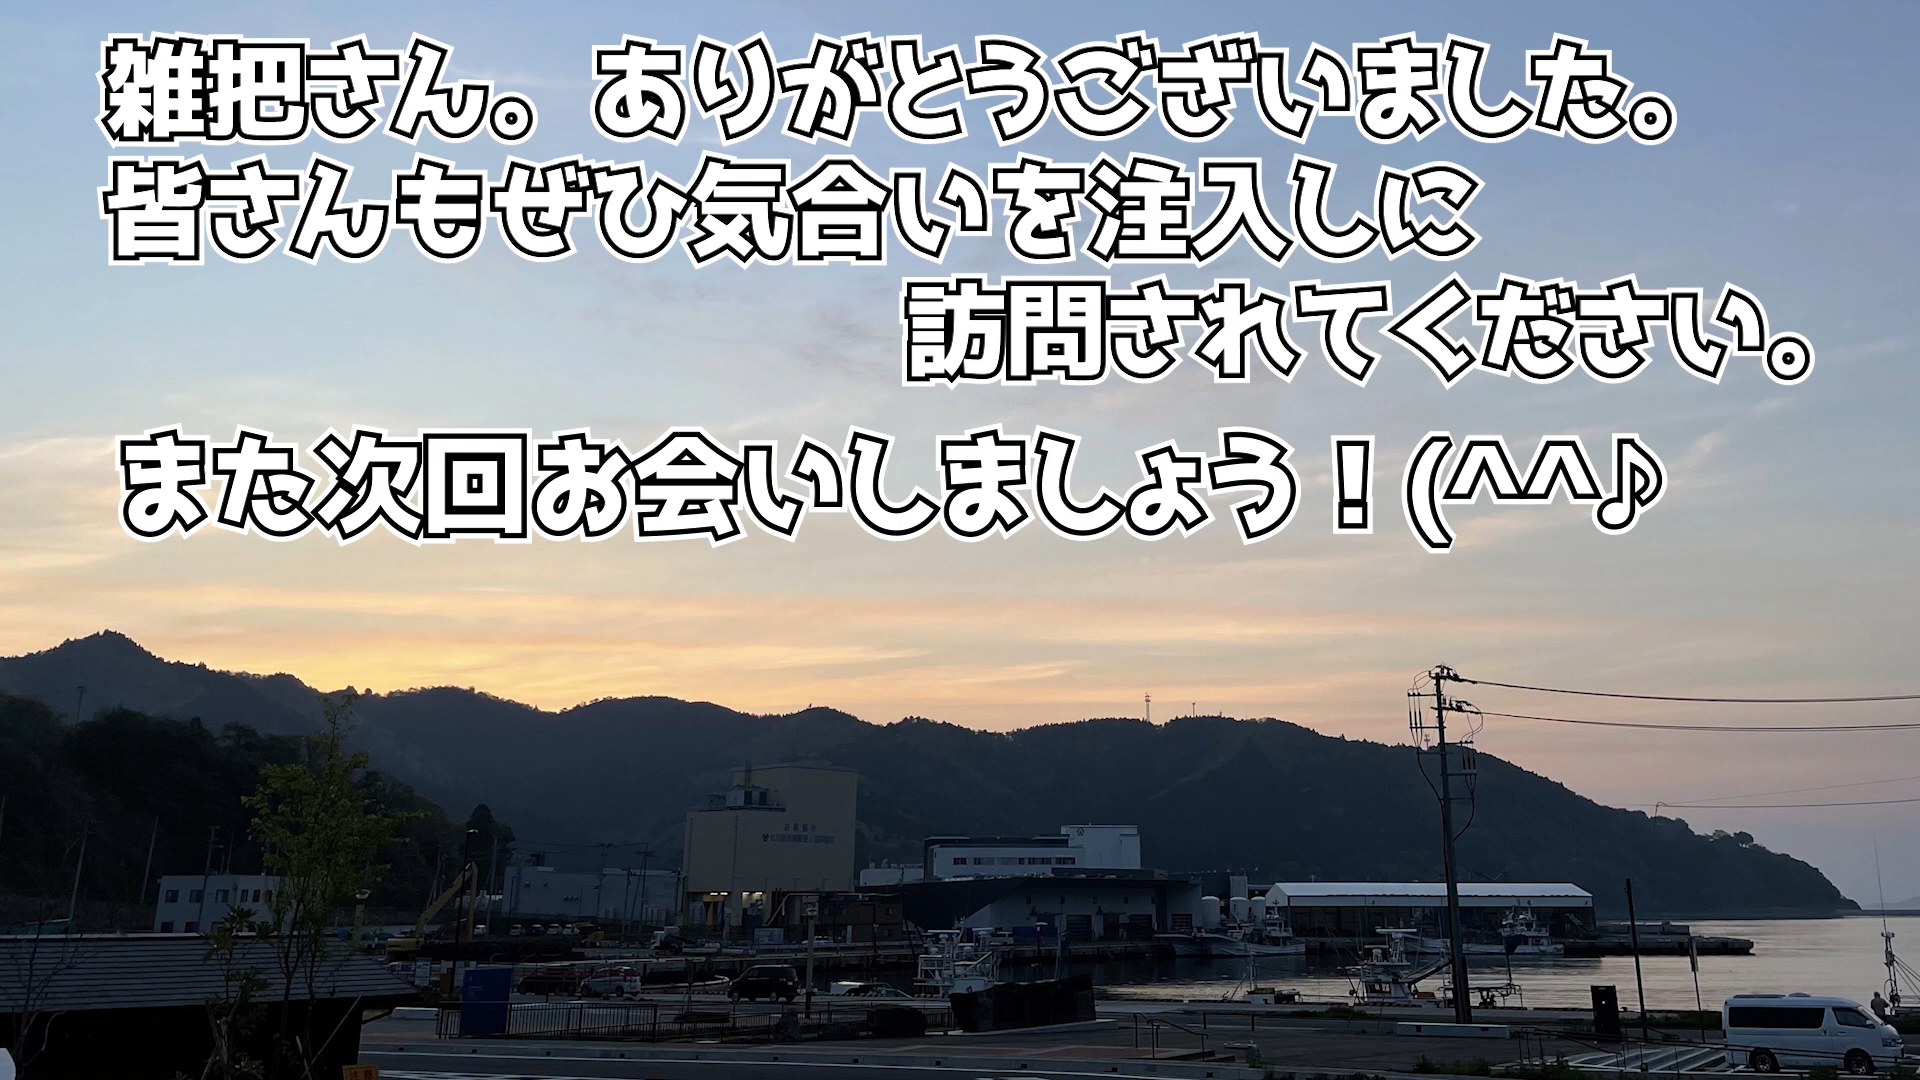 雑把さん。ありがとうございました。
皆さんもぜひ気合いを注入しに
訪問されてください。
また次回お会いしましょう！(^^♪